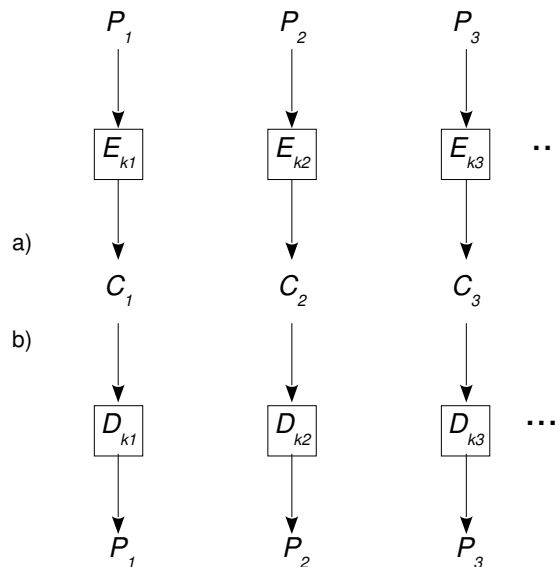 P1 P2 P3
Ek1 Ek2 Ek3 ..
a)
C1 C2 C3
b)
Dk1 Dk2 Dk3 ...
P1 P2 P3